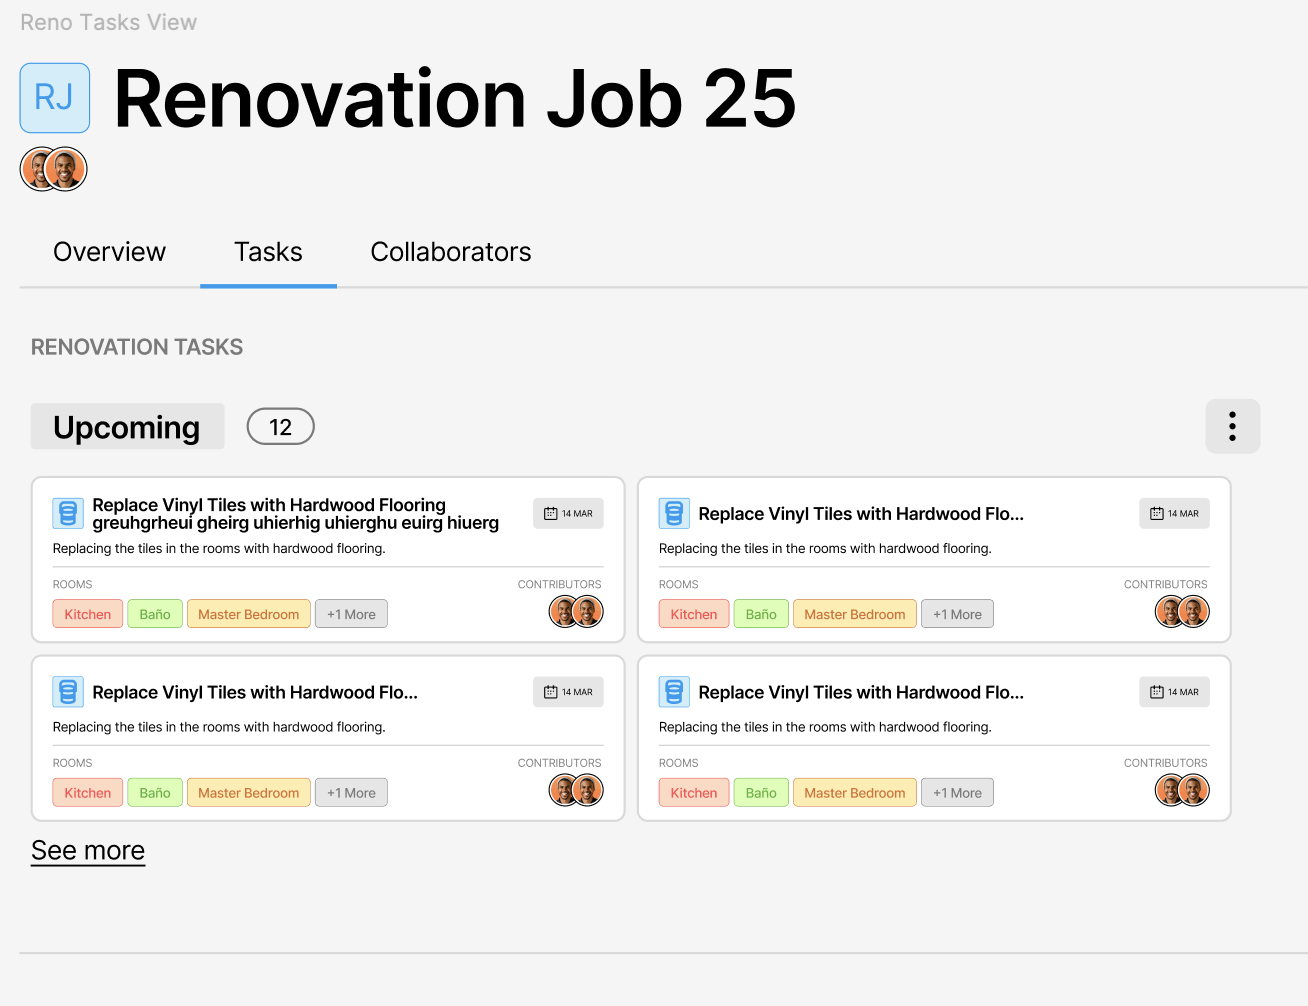 Reno Tasks View
RJ
Renovation Job 25
Overview
Tasks
Collaborators
RENOVATION TASKS
Upcoming
12
Replace Vinyl Tiles with Hardwood Flooring
greuhgrheui gheirg uhierhig uhierghu euirg hiuerg
14 MAR
Replacing the tiles in the rooms with hardwood flooring.
ROOMS
CONTRIBUTORS
Kitchen
Baño
Master Bedroom
+1 More
Replace Vinyl Tiles with Hardwood Flo...
14 MAR
Replacing the tiles in the rooms with hardwood flooring.
ROOMS
CONTRIBUTORS
Kitchen
Baño
Master Bedroom
+1 More
Replace Vinyl Tiles with Hardwood Flo...
14 MAR
Replacing the tiles in the rooms with hardwood flooring.
ROOMS
CONTRIBUTORS
Kitchen
Baño
Master Bedroom
+1 More
Replace Vinyl Tiles with Hardwood Flo...
14 MAR
Replacing the tiles in the rooms with hardwood flooring.
ROOMS
CONTRIBUTORS
Kitchen
Baño
Master Bedroom
+1 More
See more